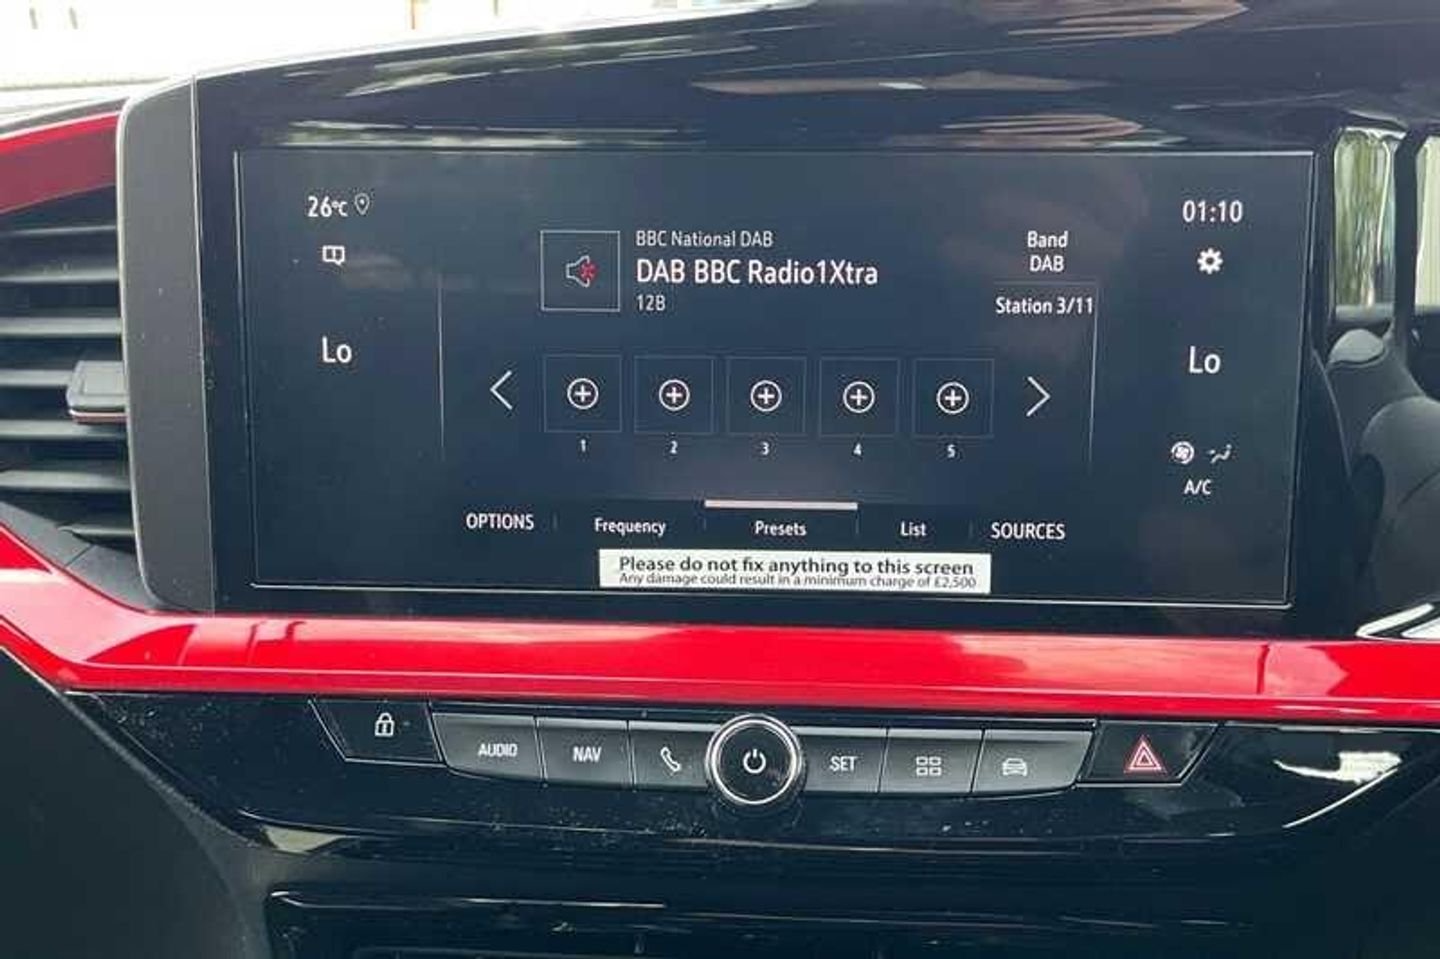 26°C
01:10
BBC National DAB
DAB BBC Radio1Xtra
12B
Band
DAB
Station 3/11
Lo
Lo
1 2 3 4 5
A/C
OPTIONS Frequency Presets List SOURCES
Please do not fix anything to this screen
Any damage could result in a minimum charge of £2,500
AUDIO NAV SET